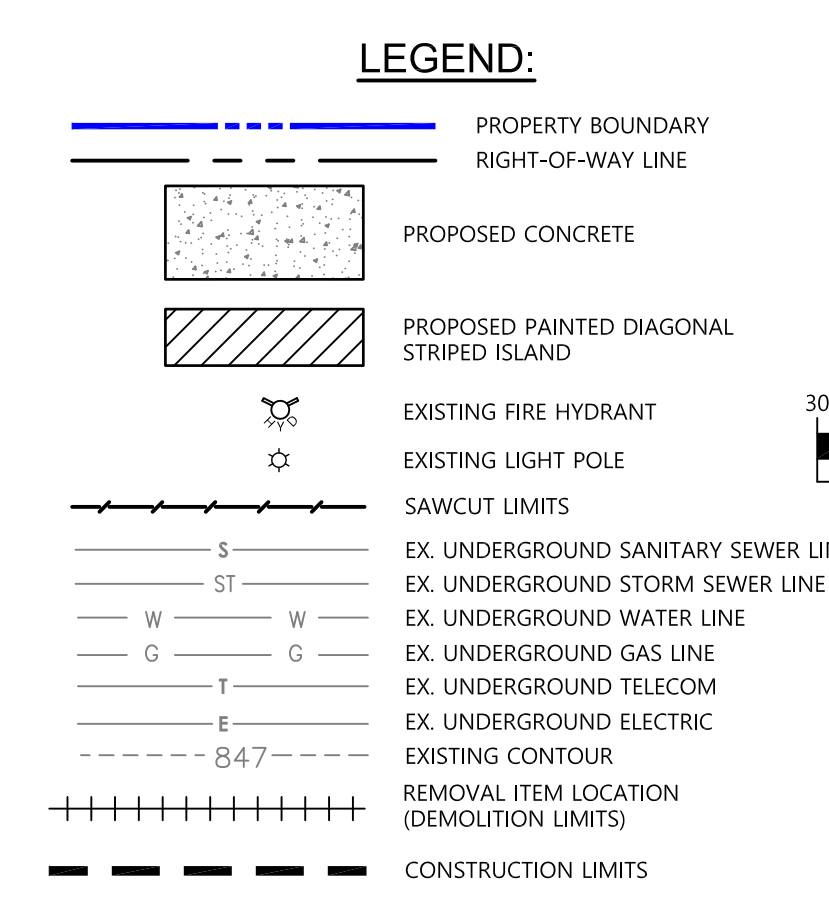 LEGEND:
PROPERTY BOUNDARY
RIGHT-OF-WAY LINE
PROPOSED CONCRETE
PROPOSED PAINTED DIAGONAL
STRIPED ISLAND
HYD EXISTING FIRE HYDRANT
30
EXISTING LIGHT POLE
SAWCUT LIMITS
S EX. UNDERGROUND SANITARY SEWER
ST EX. UNDERGROUND STORM SEWER LINE
W W EX. UNDERGROUND WATER LINE
G G EX. UNDERGROUND GAS LINE
T EX. UNDERGROUND TELECOM
E EX. UNDERGROUND ELECTRIC
847 EXISTING CONTOUR
REMOVAL ITEM LOCATION
(DEMOLITION LIMITS)
CONSTRUCTION LIMITS